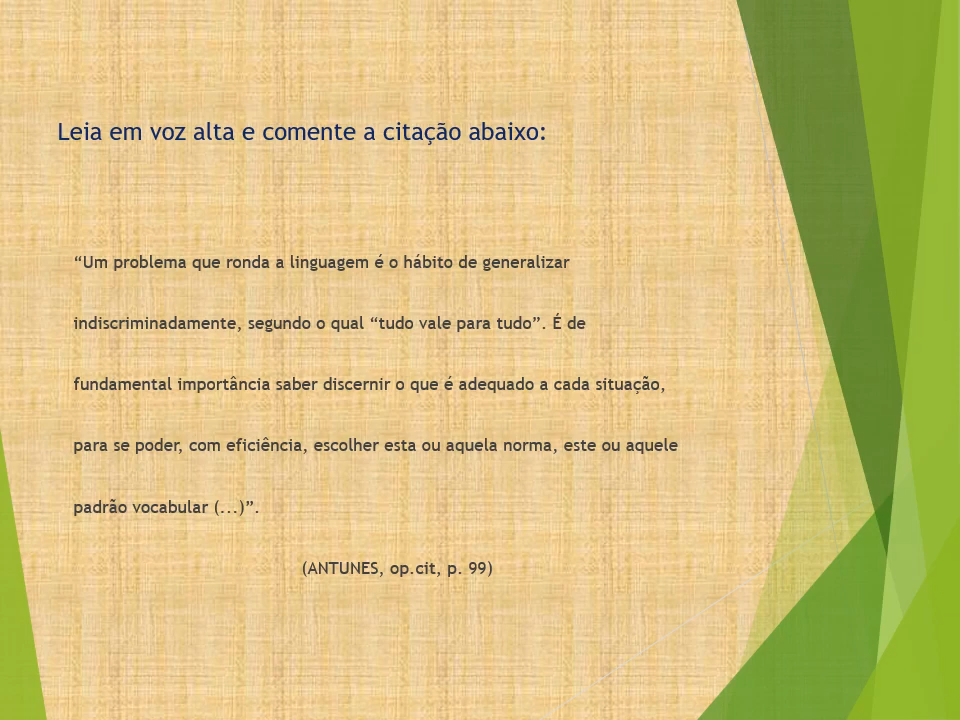 Leia em voz alta e comente a citação abaixo:
“Um problema que ronda a linguagem é o hábito de generalizar
indiscriminadamente, segundo o qual “tudo vale para tudo”. É de
fundamental importância saber discernir o que é adequado a cada situação,
para se poder, com eficiência, escolher esta ou aquela norma, este ou aquele
padrão vocabular (...)”.
(ANTUNES, op.cit, p. 99)